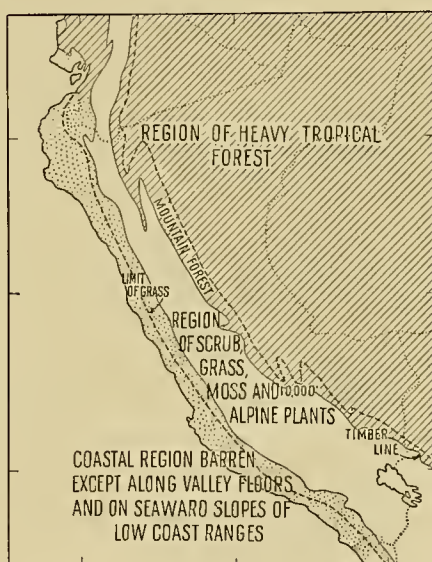 REGION OF HEAVY TROPICAL
FOREST
MOUNTAIN FOREST
LIMIT
OF GRASS
REGION
OF SCRUB,
GRASS,
MOSS AND
10,000'
ALPINE PLANTS
TIMBER
LINE
COASTAL REGION BARREN
EXCEPT ALONG VALLEY FLOORS
AND ON SEAWARD SLOPES OF
LOW COAST RANGES